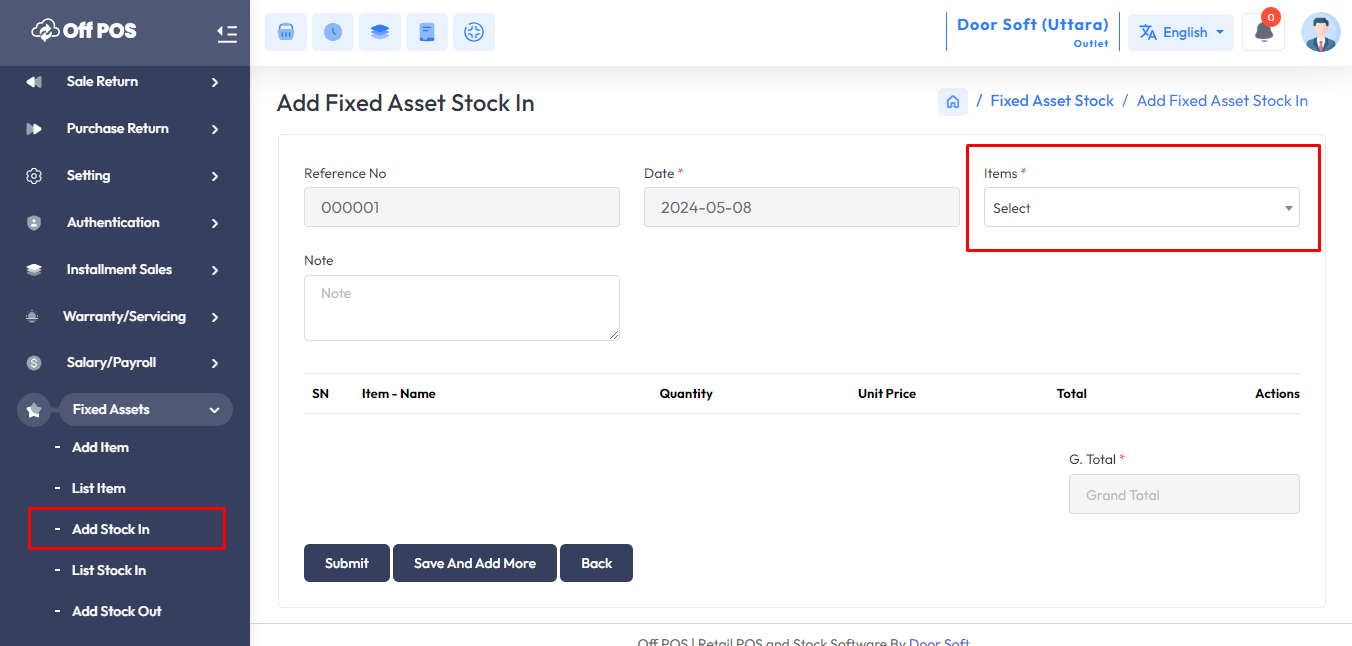 Off POS
Sale Return
Purchase Return
Setting
Authentication
Installment Sales
Warranty/Servicing
Salary/Payroll
Fixed Assets
- Add Item
- List Item
- Add Stock In
- List Stock In
- Add Stock Out
Door Soft (Uttara)
Outlet
English
0
Add Fixed Asset Stock In
/ Fixed Asset Stock / Add Fixed Asset Stock In
Reference No
000001
Date *
2024-05-08
Items *
Select
Note
Note
SN Item - Name Quantity Unit Price Total Actions
G. Total *
Grand Total
Submit Save And Add More Back
Off POS | Retail POS and Stock Software By Door Soft